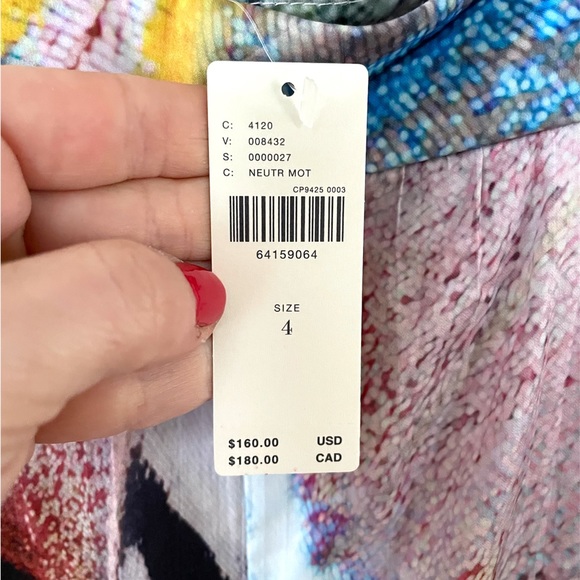 C: 4120
V: 008432
S: 0000027
C: NEUTR MOT
CP9425 0003
64159064
SIZE
4
$160.00 USD
$180.00 CAD